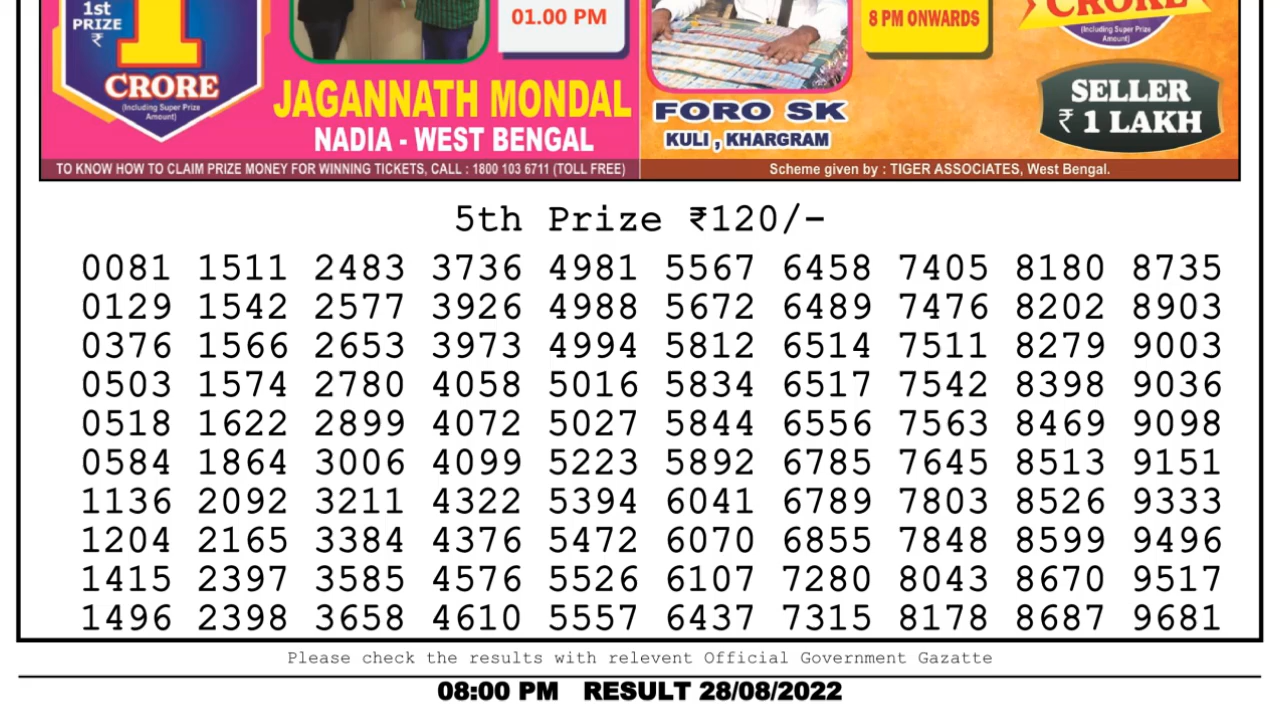 1st
PRIZE
₹
1
CRORE
(Including Super Prize
Amount)
01.00 PM
JAGANNATH MONDAL
NADIA - WEST BENGAL
8 PM ONWARDS
FORO SK
KULI , KHARGRAM
CRORE
(Including Super Prize
Amount)
SELLER
₹ 1 LAKH
TO KNOW HOW TO CLAIM PRIZE MONEY FOR WINNING TICKETS, CALL : 1800 103 6711 (TOLL FREE)
Scheme given by : TIGER ASSOCIATES, West Bengal.
5th Prize ₹120/-
0081 1511 2483 3736 4981 5567 6458 7405 8180 8735
0129 1542 2577 3926 4988 5672 6489 7476 8202 8903
0376 1566 2653 3973 4994 5812 6514 7511 8279 9003
0503 1574 2780 4058 5016 5834 6517 7542 8398 9036
0518 1622 2899 4072 5027 5844 6556 7563 8469 9098
0584 1864 3006 4099 5223 5892 6785 7645 8513 9151
1136 2092 3211 4322 5394 6041 6789 7803 8526 9333
1204 2165 3384 4376 5472 6070 6855 7848 8599 9496
1415 2397 3585 4576 5526 6107 7280 8043 8670 9517
1496 2398 3658 4610 5557 6437 7315 8178 8687 9681
Please check the results with relevent Official Government Gazatte
08:00 PM RESULT 28/08/2022